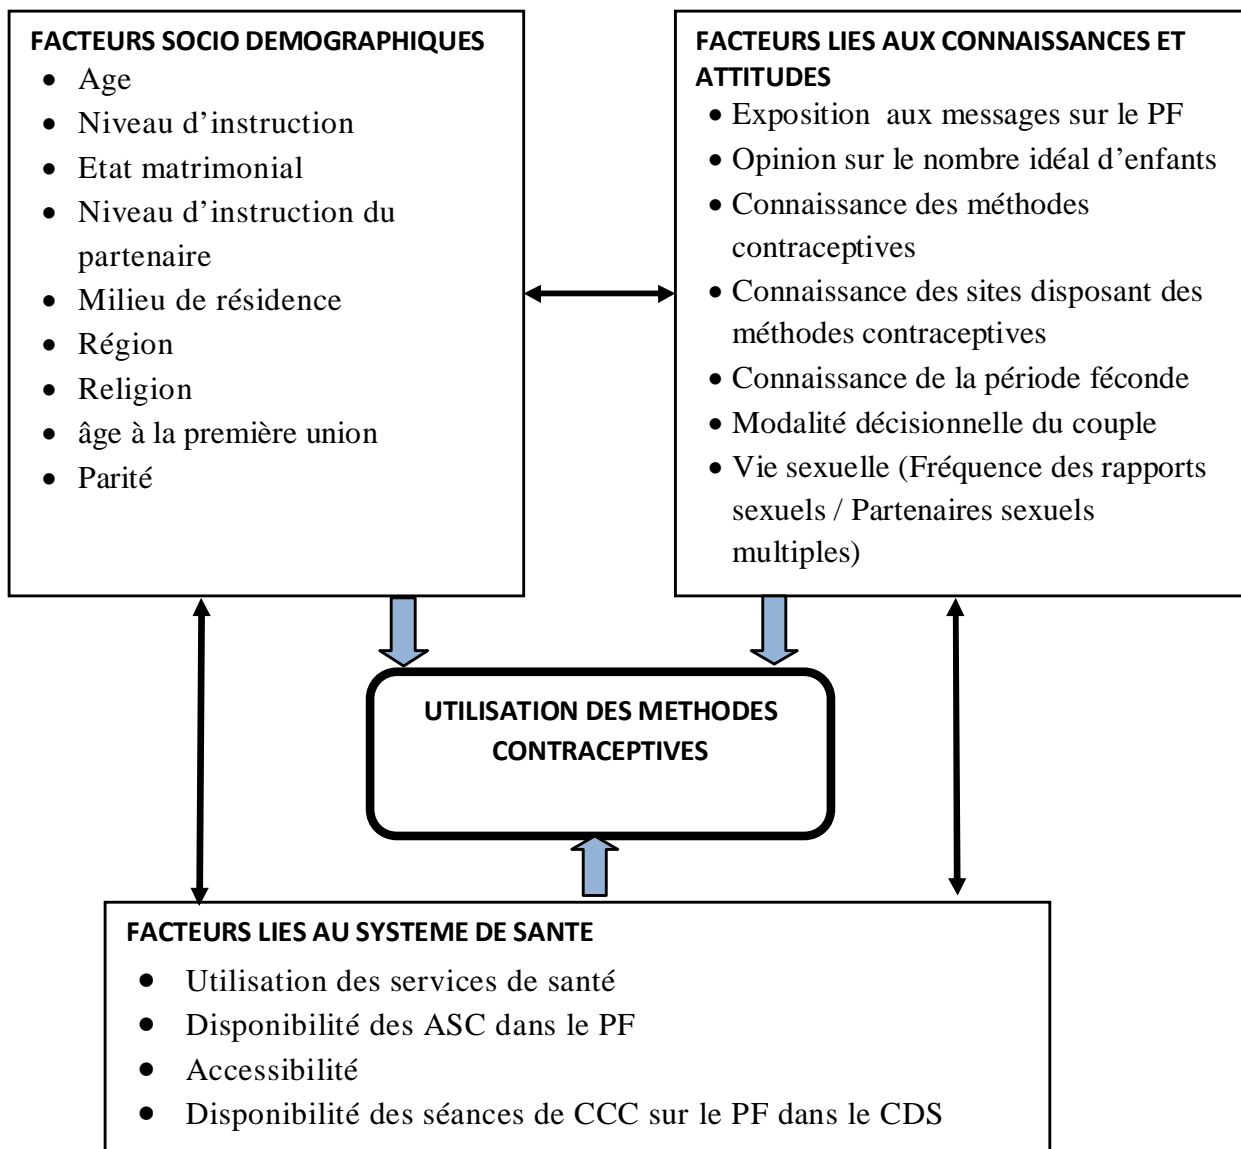 FACTEURS SOCIO DEMOGRAPHIQUES
• Age
• Niveau d’instruction
• Etat matrimonial
• Niveau d’instruction du
partenaire
• Milieu de résidence
• Région
• Religion
• âge à la première union
• Parité
FACTEURS LIES AUX CONNAISSANCES ET
ATTITUDES
• Exposition aux messages sur le PF
• Opinion sur le nombre idéal d’enfants
• Connaissance des méthodes
contraceptives
• Connaissance des sites disposant des
méthodes contraceptives
• Connaissance de la période féconde
• Modalité décisionnelle du couple
• Vie sexuelle (Fréquence des rapports
sexuels / Partenaires sexuels
multiples)
UTILISATION DES METHODES
CONTRACEPTIVES
FACTEURS LIES AU SYSTEME DE SANTE
• Utilisation des services de santé
• Disponibilité des ASC dans le PF
• Accessibilité
• Disponibilité des séances de CCC sur le PF dans le CDS